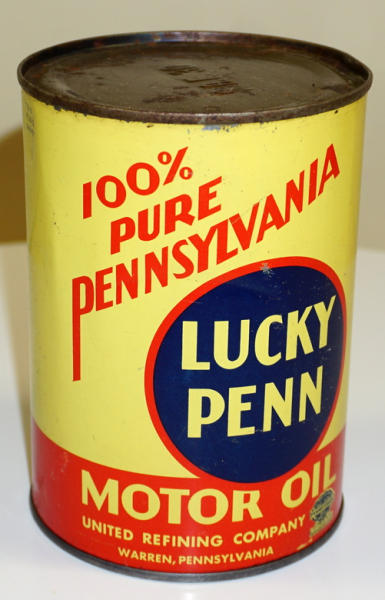 100%
PURE
PENNSYLVANIA
LUCKY
PENN
MOTOR OIL
UNITED REFINING COMPANY
WARREN, PENNSYLVANIA